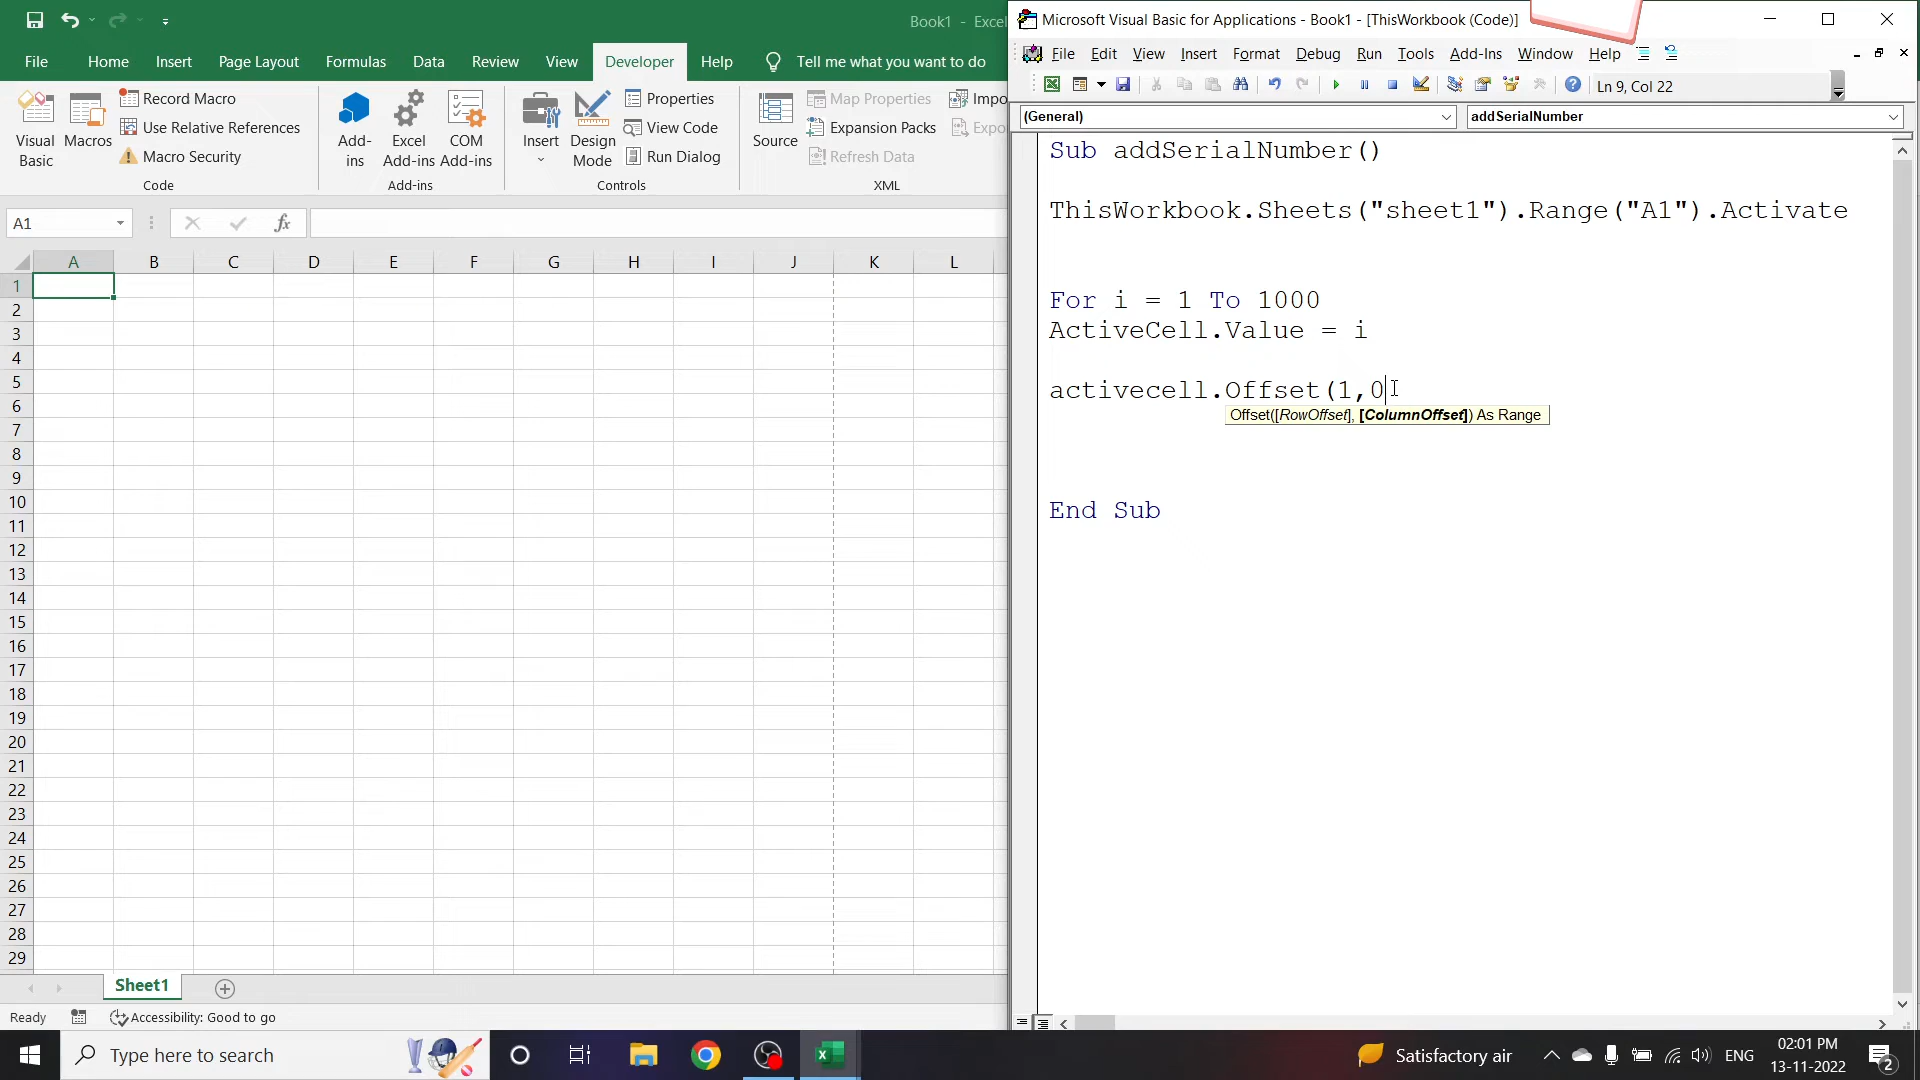 Book1 - Exce
Microsoft Visual Basic for Applications - Book1 - [ThisWorkbook (Code)]
File Home Insert Page Layout Formulas Data Review View Developer Help Tell me what you want to do
File Edit View Insert Format Debug Run Tools Add-Ins Window Help
Ln 9, Col 22
Visual Basic
Macros
Record Macro
Use Relative References
Macro Security
Code
Add-ins
Excel Add-ins
COM Add-ins
Add-ins
Insert
Design Mode
Properties
View Code
Run Dialog
Controls
Source
Map Properties
Expansion Packs
Refresh Data
Impo
Expo
XML
(General) addSerialNumber
A1
fx
A B C D E F G H I J K L
1
2
3
4
5
6
7
8
9
10
11
12
13
14
15
16
17
18
19
20
21
22
23
24
25
26
27
28
29
Sub addSerialNumber()
ThisWorkbook.Sheets("sheet1").Range("A1").Activate
For i = 1 To 1000
ActiveCell.Value = i
activecell.Offset(1,0
Offset([RowOffset], [ColumnOffset]) As Range
End Sub
Sheet1
Ready Accessibility: Good to go
Type here to search
Satisfactory air
ENG
02:01 PM
13-11-2022
2